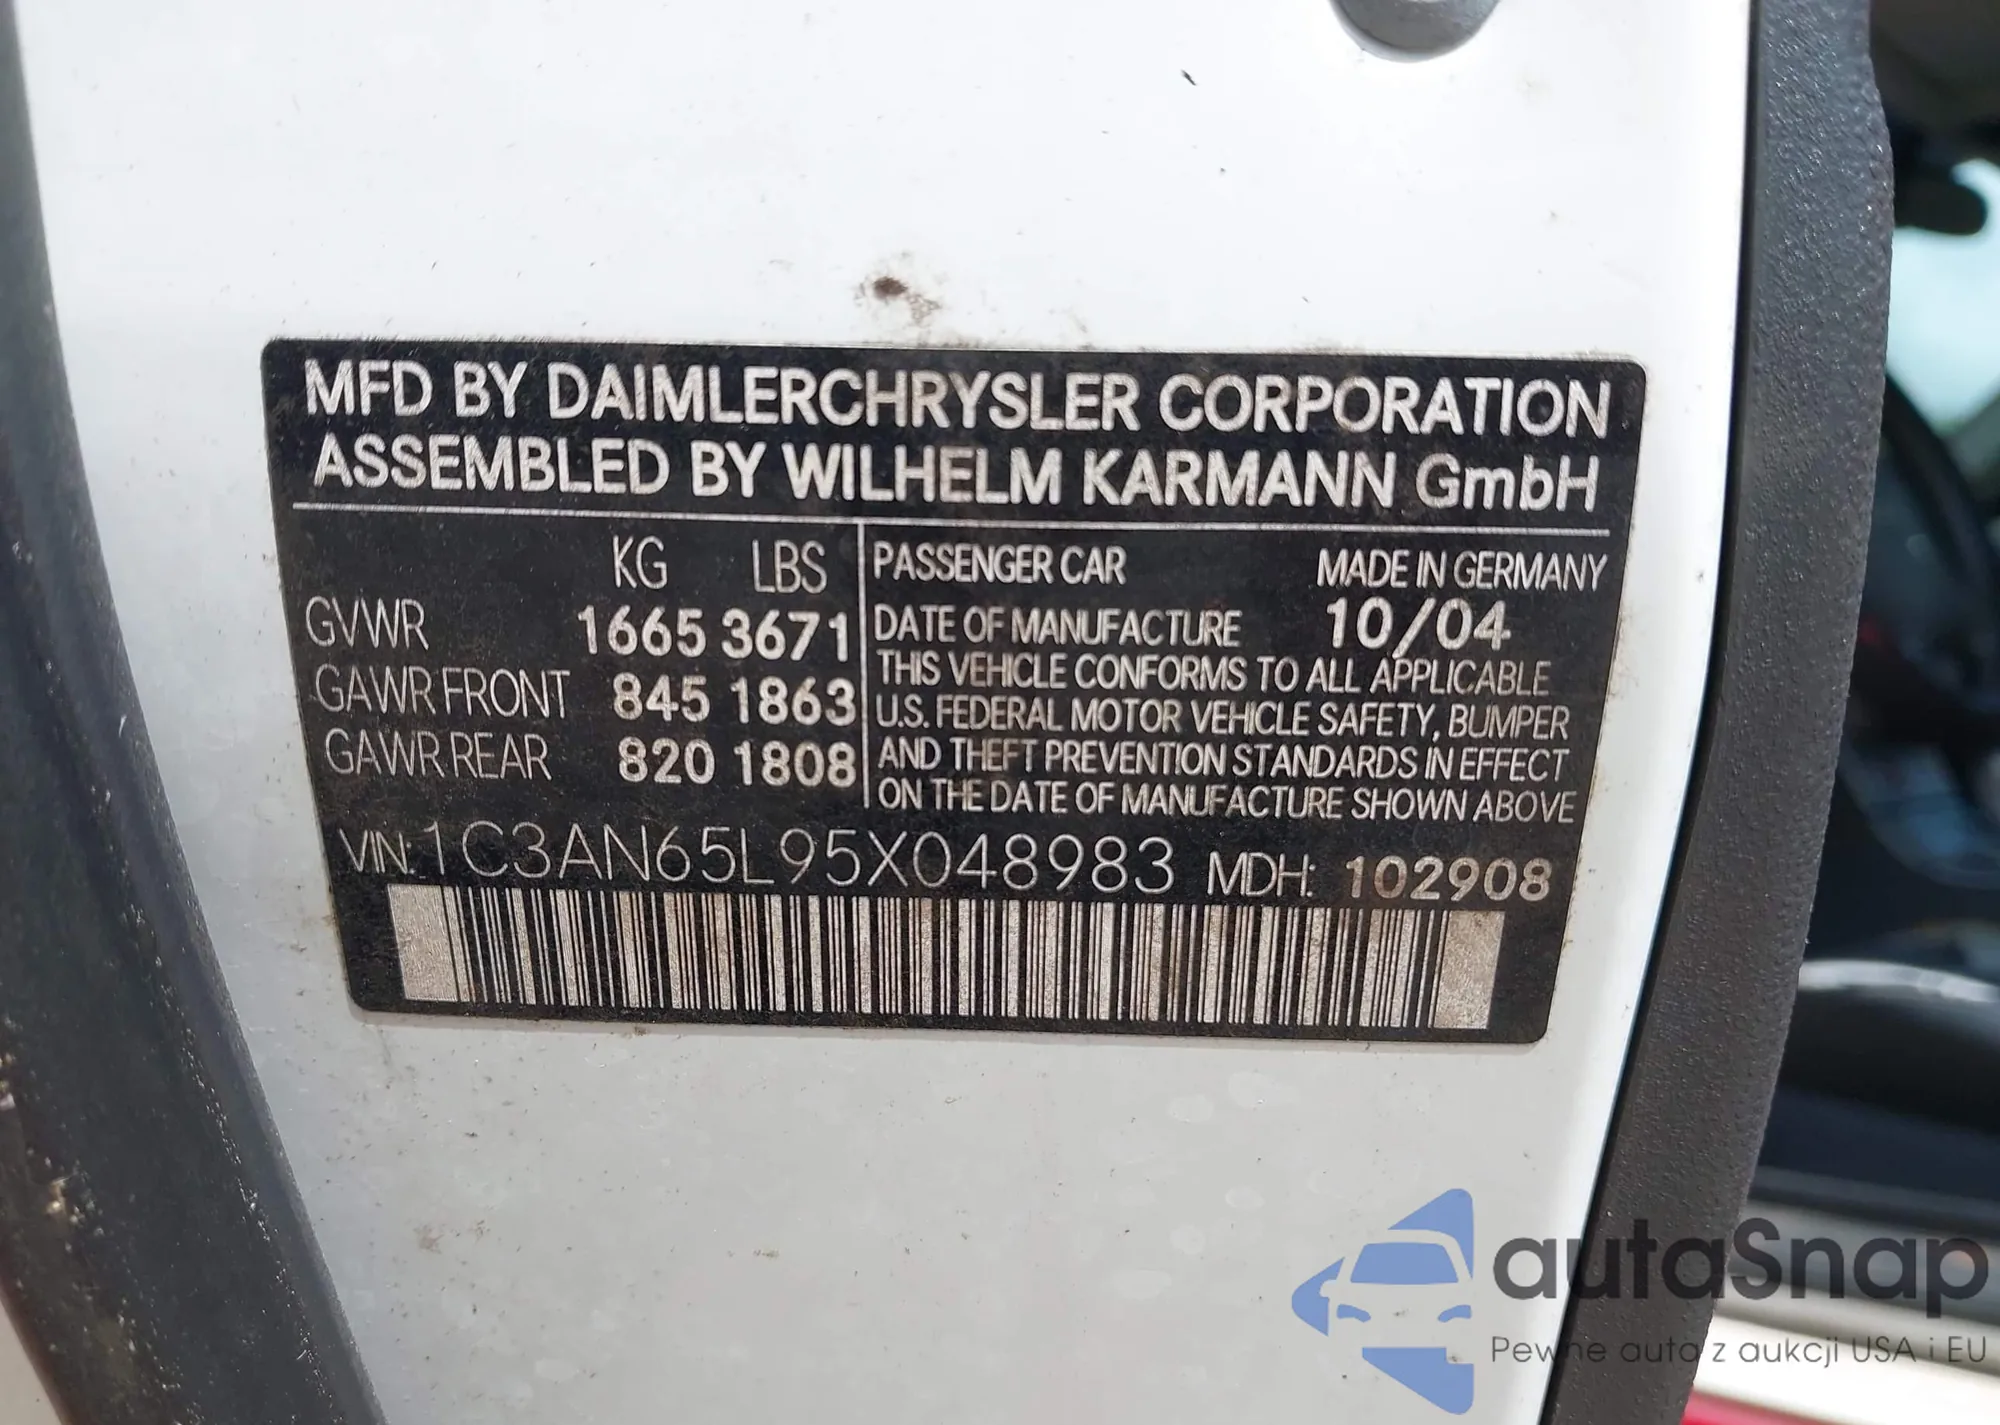 MFD BY DAIMLERCHRYSLER CORPORATION
ASSEMBLED BY WILHELM KARMANN GmbH
KG LBS
GVWR 1665 3671
GAWR FRONT 845 1863
GAWR REAR 820 1808
PASSENGER CAR MADE IN GERMANY
DATE OF MANUFACTURE 10/04
THIS VEHICLE CONFORMS TO ALL APPLICABLE
U.S. FEDERAL MOTOR VEHICLE SAFETY, BUMPER
AND THEFT PREVENTION STANDARDS IN EFFECT
ON THE DATE OF MANUFACTURE SHOWN ABOVE
VIN: 1C3AN65L95X048983 MDH: 102908
autaSnap
Pewne auta z aukcji USA i EU